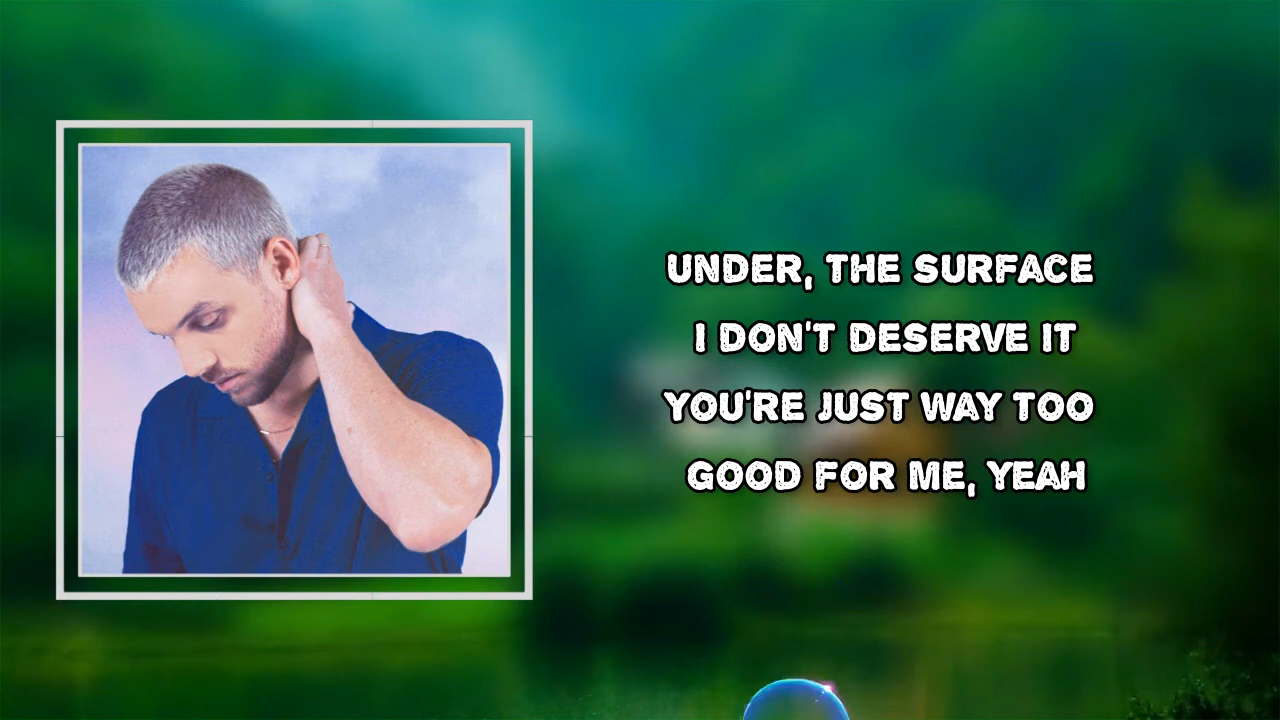 UNDER, THE SURFACE
I DON'T DESERVE IT
YOU'RE JUST WAY TOO
GOOD FOR ME, YEAH